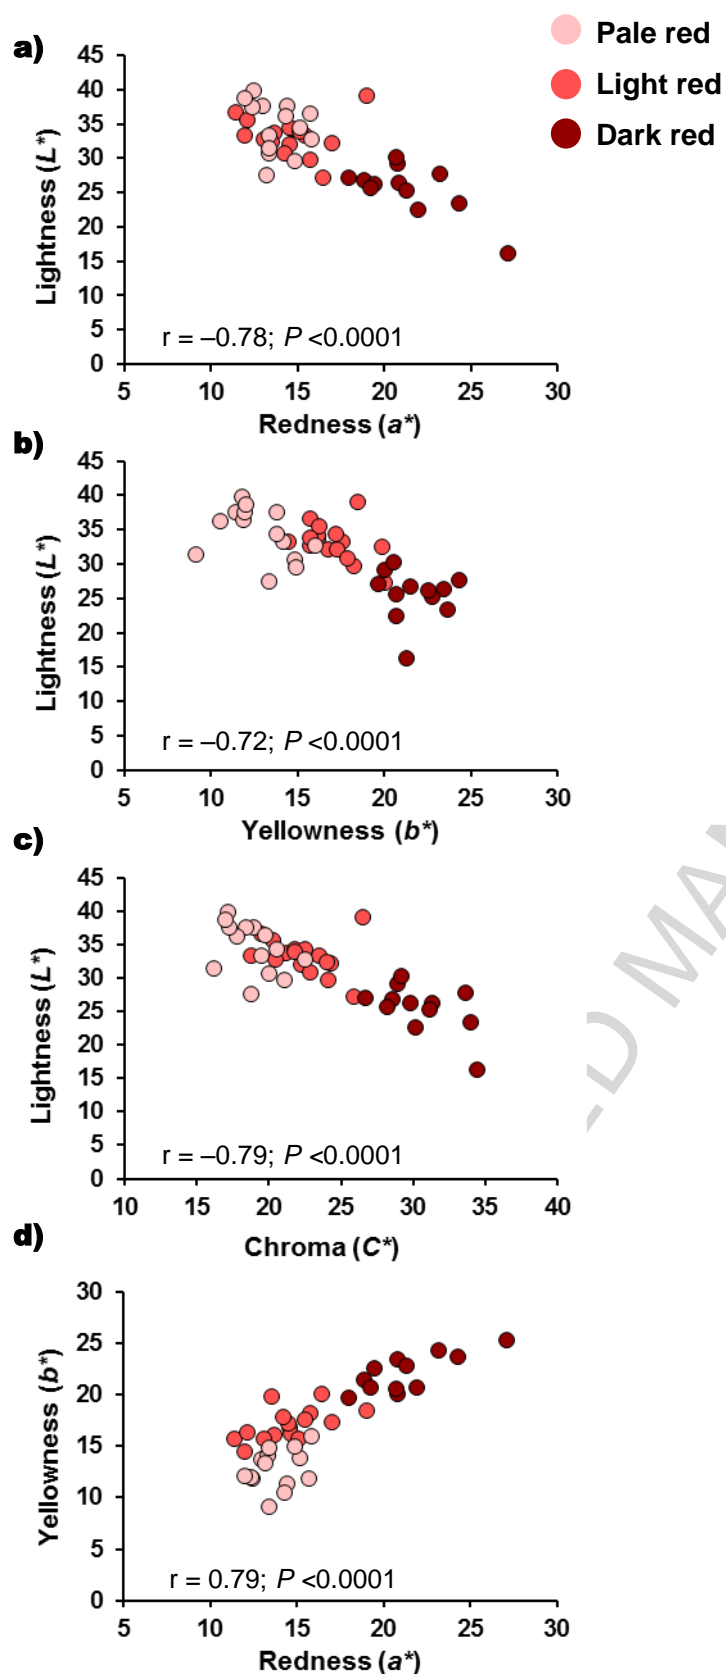 Pale red
Light red
Dark red
a)
45
40
35
30
25
20
15
10
5
0
Lightness (L*)
r = –0.78; P <0.0001
5 10 15 20 25 30
Redness (a*)
b)
45
40
35
30
25
20
15
10
5
0
Lightness (L*)
r = –0.72; P <0.0001
5 10 15 20 25 30
Yellowness (b*)
c)
45
40
35
30
25
20
15
10
5
0
Lightness (L*)
r = –0.79; P <0.0001
10 15 20 25 30 35 40
Chroma (C*)
d)
30
25
20
15
10
5
0
Yellowness (b*)
r = 0.79; P <0.0001
5 10 15 20 25 30
Redness (a*)
D MAN